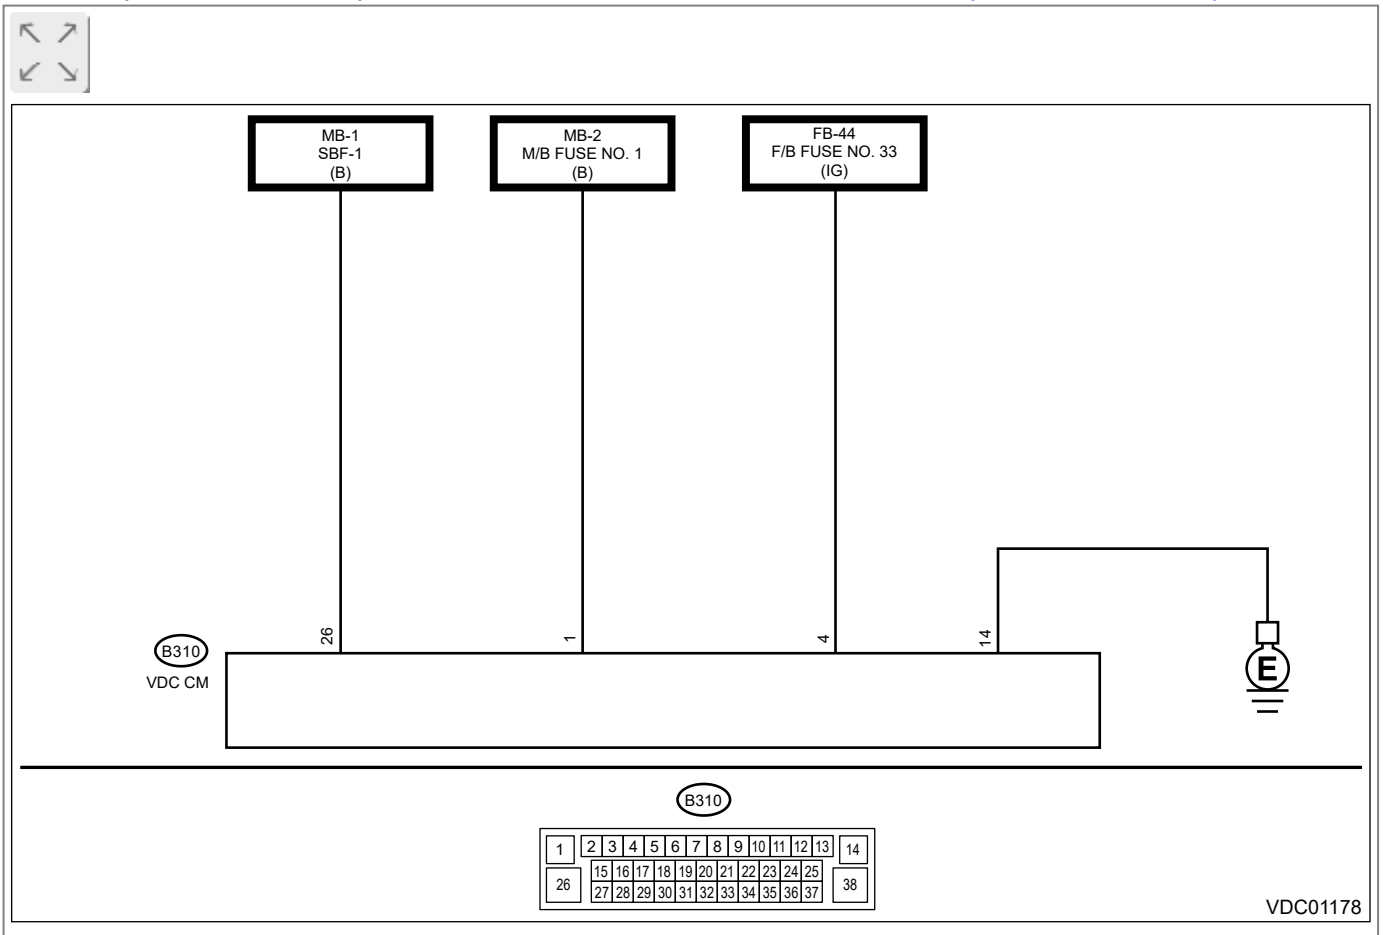 MB-1
SBF-1
(B)
MB-2
M/B FUSE NO. 1
(B)
FB-44
F/B FUSE NO. 33
(IG)
26
1
4
14
B310
VDC CM
E
B310
1 2 3 4 5 6 7 8 9 10 11 12 13 14
15 16 17 18 19 20 21 22 23 24 25
26 27 28 29 30 31 32 33 34 35 36 37 38
VDC01178